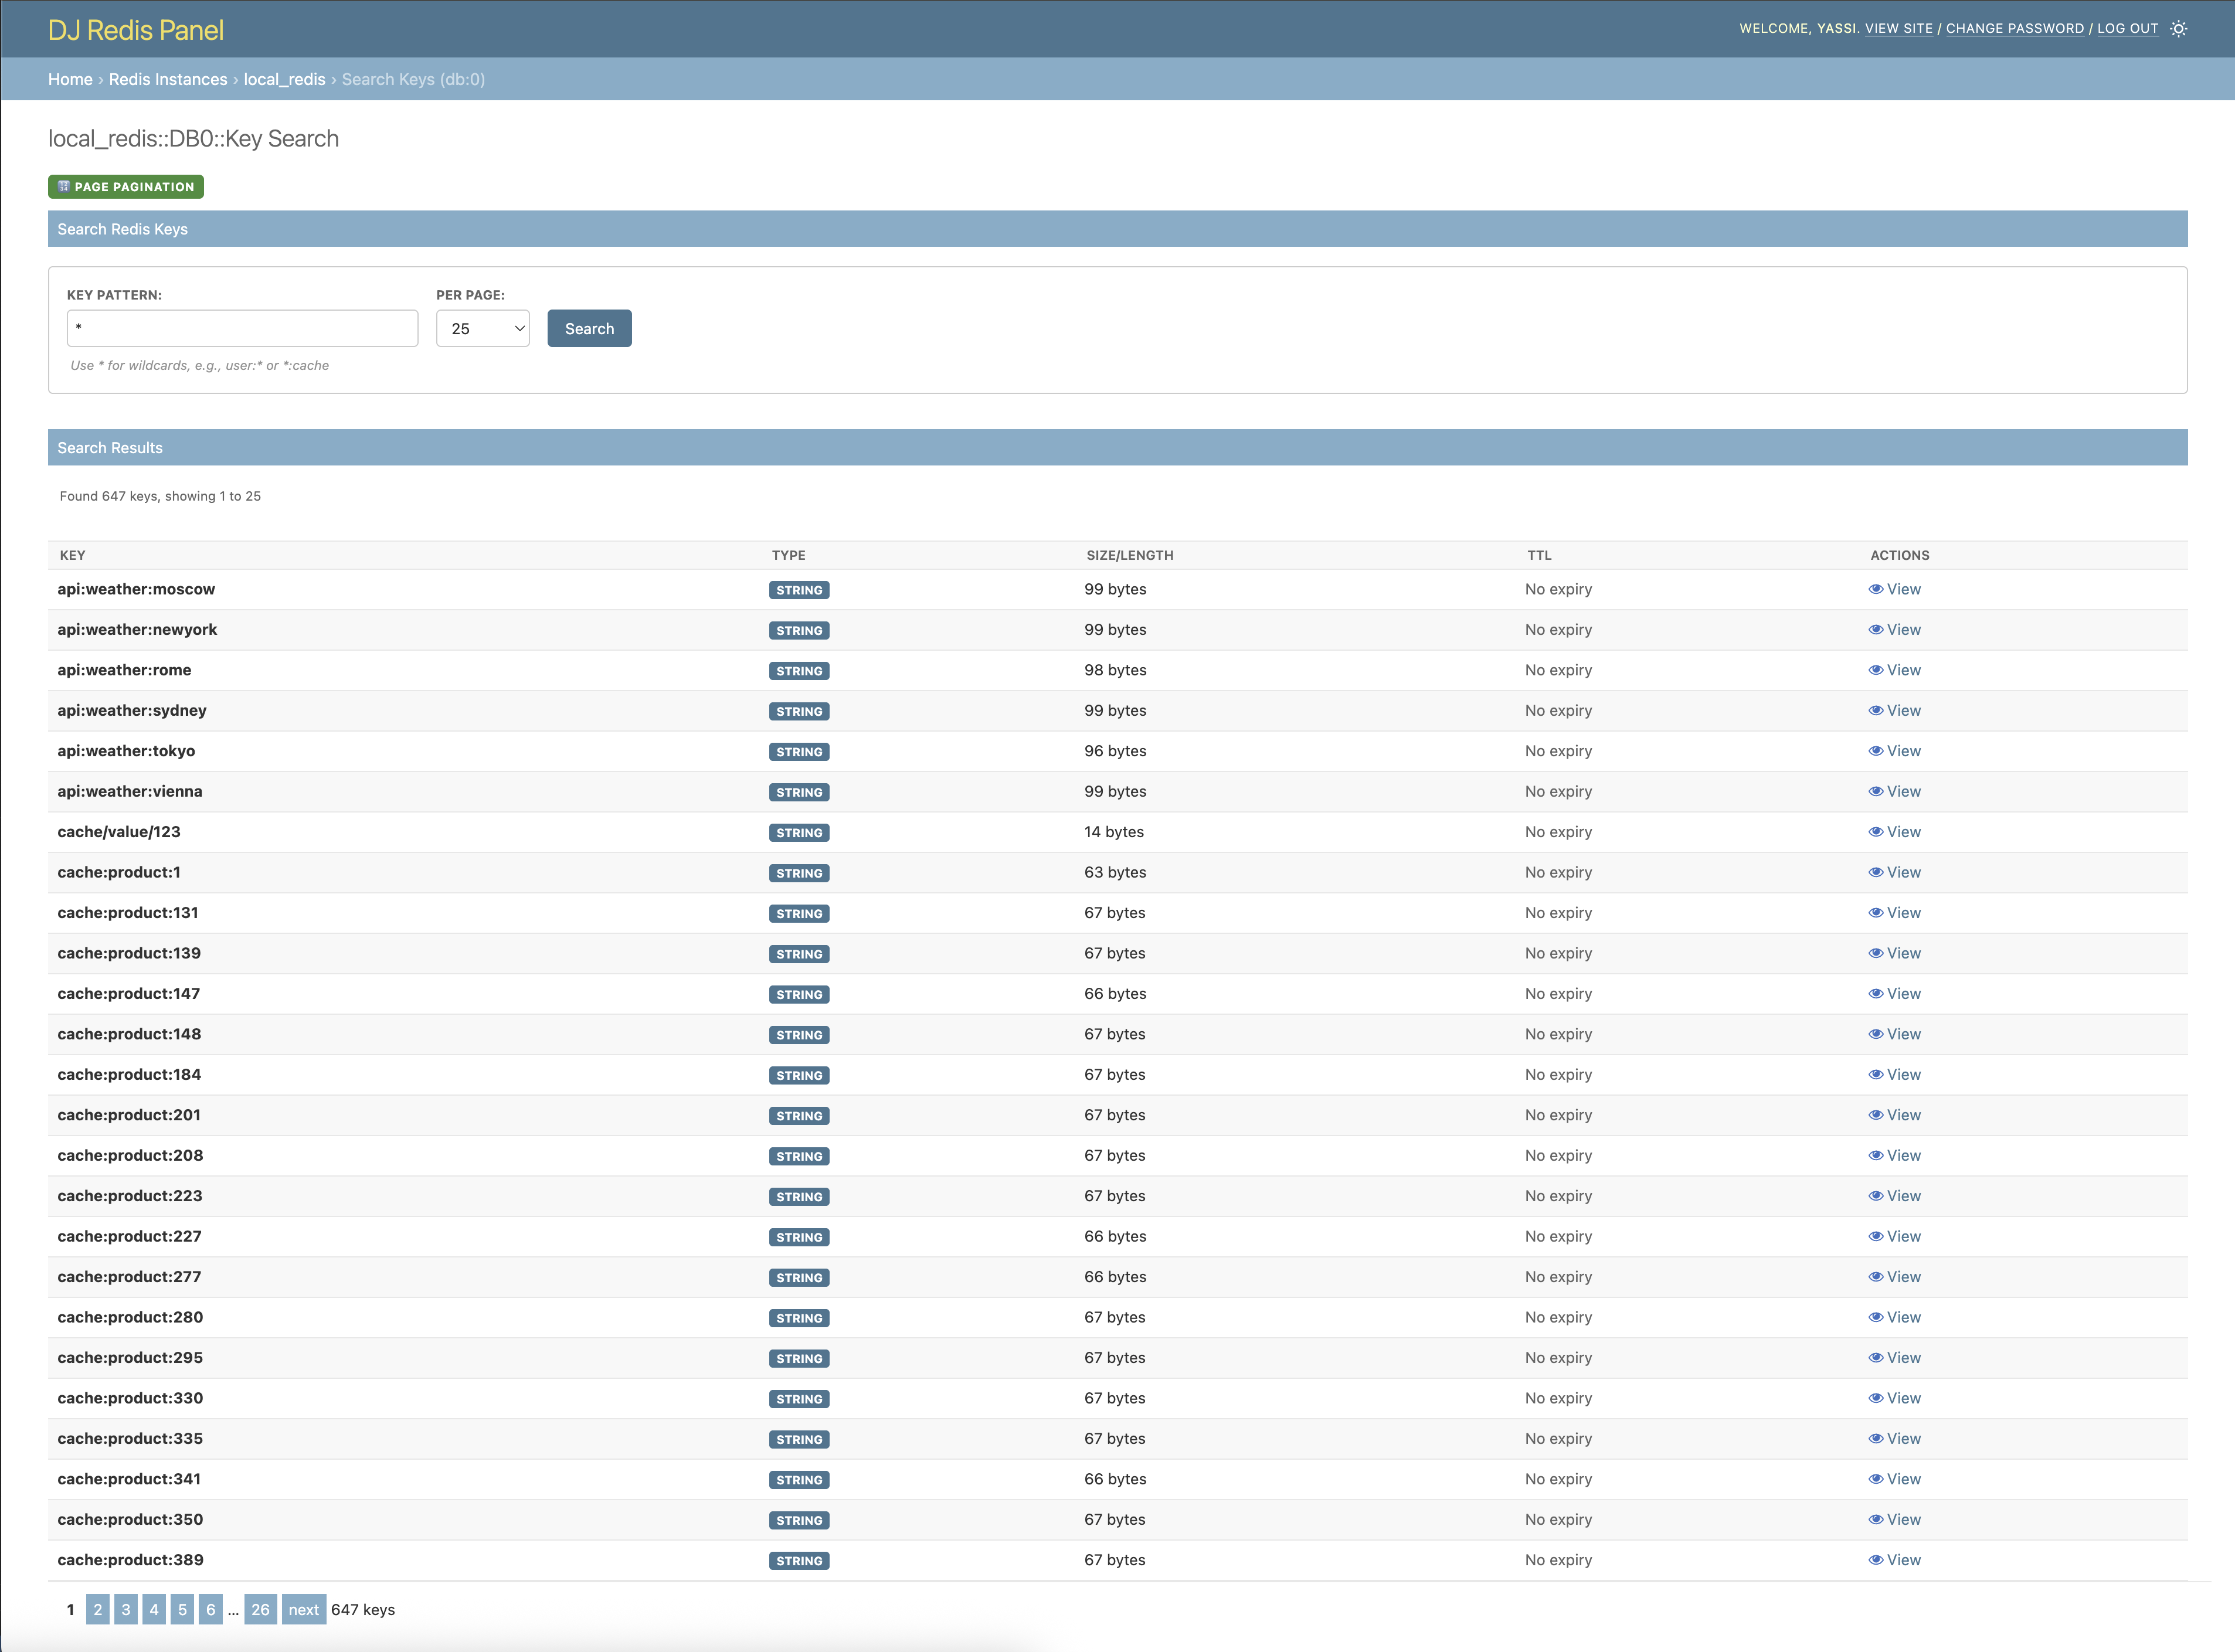 DJ Redis Panel
WELCOME, YASSI. VIEW SITE / CHANGE PASSWORD / LOG OUT
Home › Redis Instances › local_redis › Search Keys (db:0)
local_redis::DB0::Key Search
PAGE PAGINATION
Search Redis Keys
KEY PATTERN: PER PAGE:
* 25 Search
Use * for wildcards, e.g., user:* or *:cache
Search Results
Found 647 keys, showing 1 to 25
KEY TYPE SIZE/LENGTH TTL ACTIONS
api:weather:moscow STRING 99 bytes No expiry View
api:weather:newyork STRING 99 bytes No expiry View
api:weather:rome STRING 98 bytes No expiry View
api:weather:sydney STRING 99 bytes No expiry View
api:weather:tokyo STRING 96 bytes No expiry View
api:weather:vienna STRING 99 bytes No expiry View
cache/value/123 STRING 14 bytes No expiry View
cache:product:1 STRING 63 bytes No expiry View
cache:product:131 STRING 67 bytes No expiry View
cache:product:139 STRING 67 bytes No expiry View
cache:product:147 STRING 66 bytes No expiry View
cache:product:148 STRING 67 bytes No expiry View
cache:product:184 STRING 67 bytes No expiry View
cache:product:201 STRING 67 bytes No expiry View
cache:product:208 STRING 67 bytes No expiry View
cache:product:223 STRING 67 bytes No expiry View
cache:product:227 STRING 66 bytes No expiry View
cache:product:277 STRING 66 bytes No expiry View
cache:product:280 STRING 67 bytes No expiry View
cache:product:295 STRING 67 bytes No expiry View
cache:product:330 STRING 67 bytes No expiry View
cache:product:335 STRING 67 bytes No expiry View
cache:product:341 STRING 66 bytes No expiry View
cache:product:350 STRING 67 bytes No expiry View
cache:product:389 STRING 67 bytes No expiry View
1 2 3 4 5 6 ... 26 next 647 keys